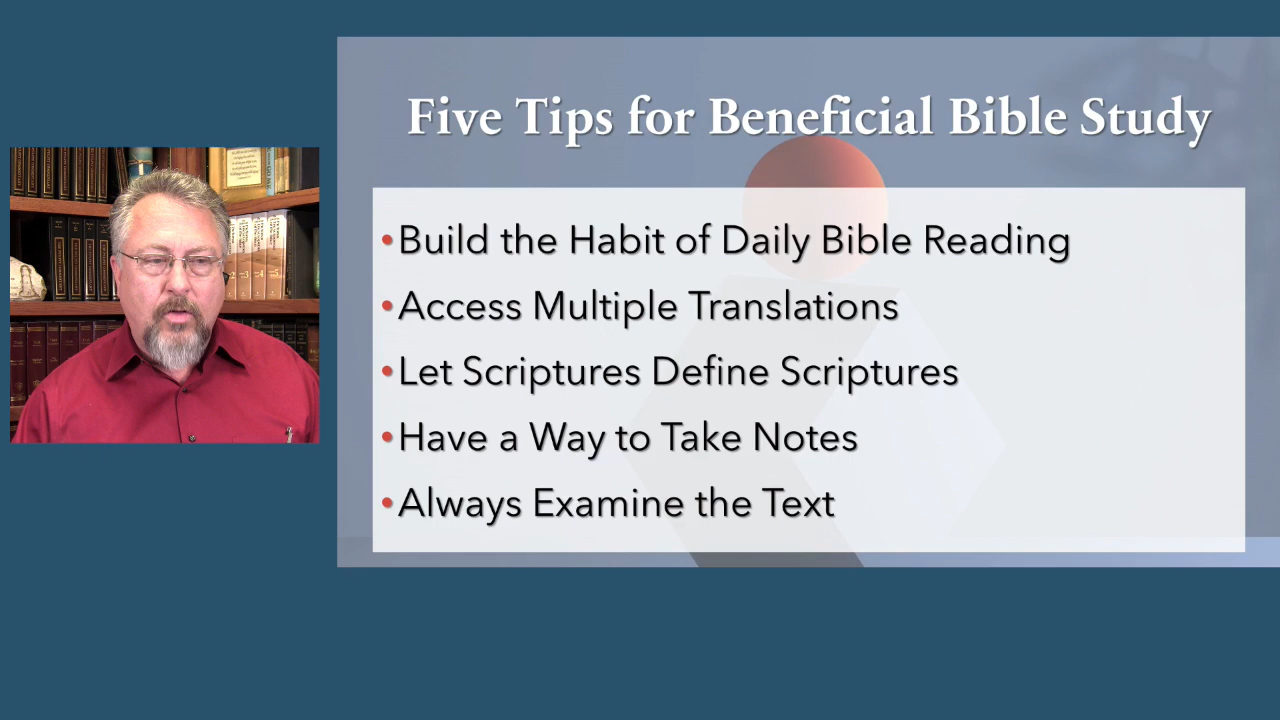 Five Tips for Beneficial Bible Study
•Build the Habit of Daily Bible Reading
•Access Multiple Translations
•Let Scriptures Define Scriptures
•Have a Way to Take Notes
•Always Examine the Text